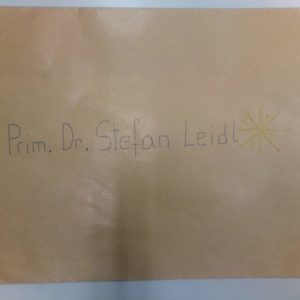 Prim. Dr. Stefan Leidl